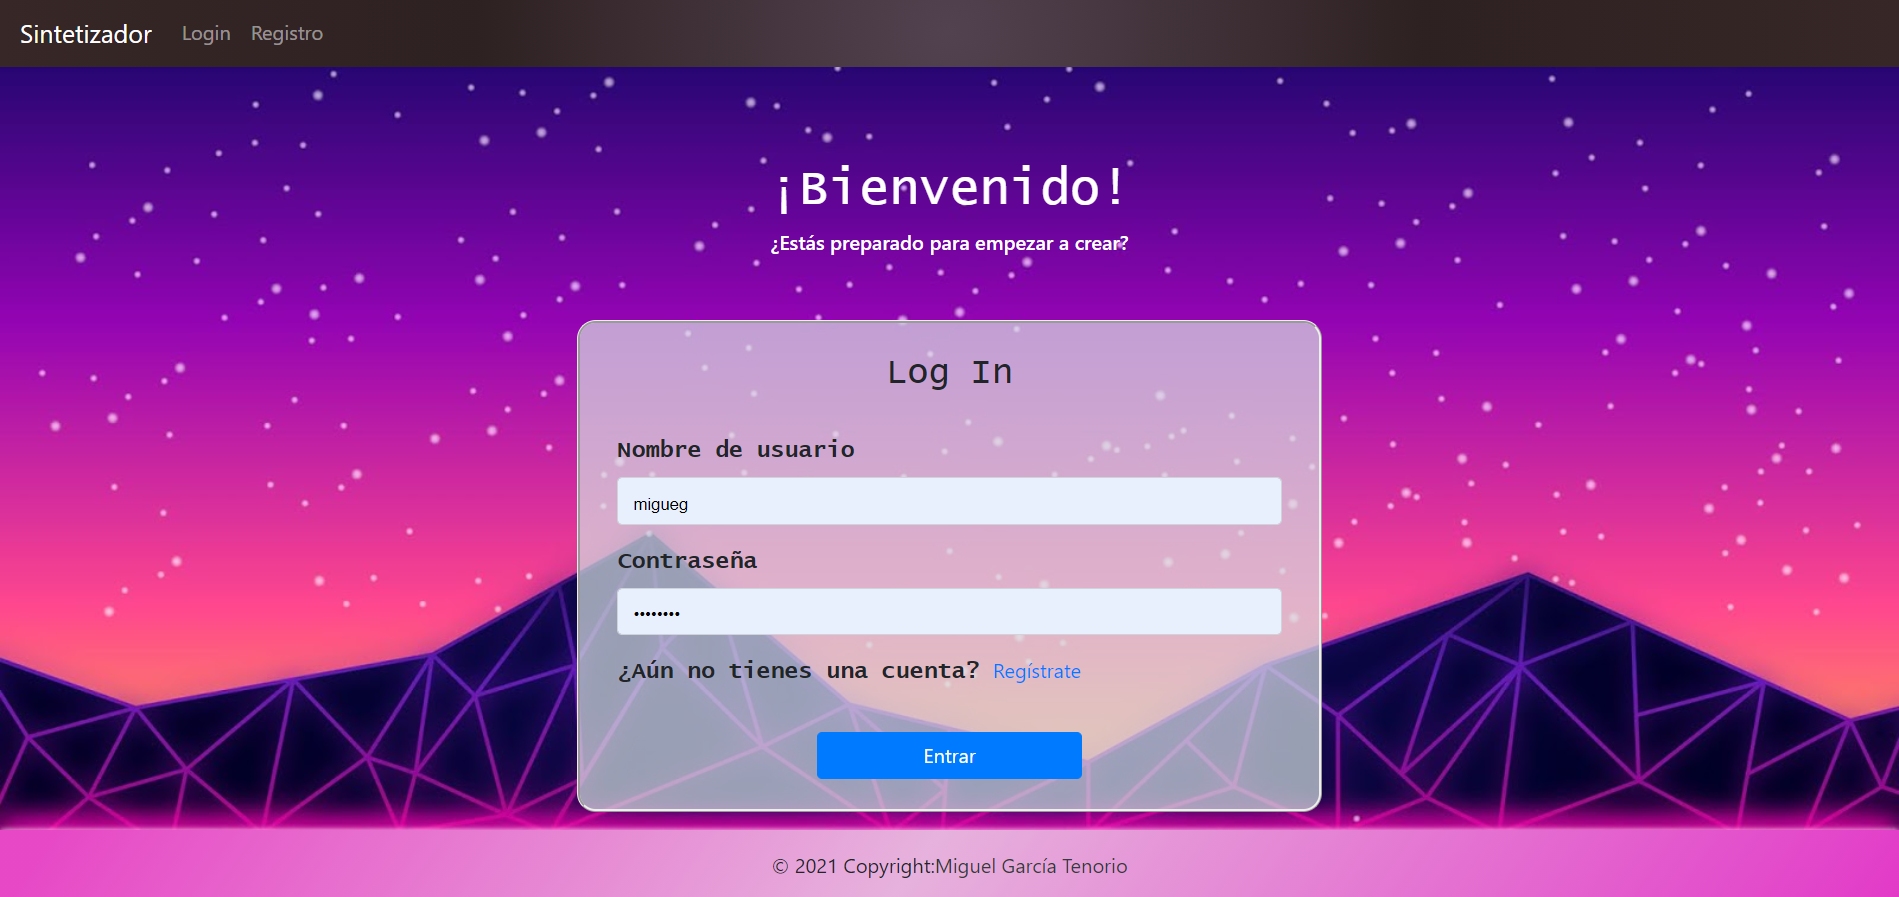 Sintetizador Login Registro
¡Bienvenido!
¿Estás preparado para empezar a crear?
Log In
Nombre de usuario
migueg
Contraseña
••••••••
¿Aún no tienes una cuenta? Regístrate
Entrar
© 2021 Copyright:Miguel García Tenorio